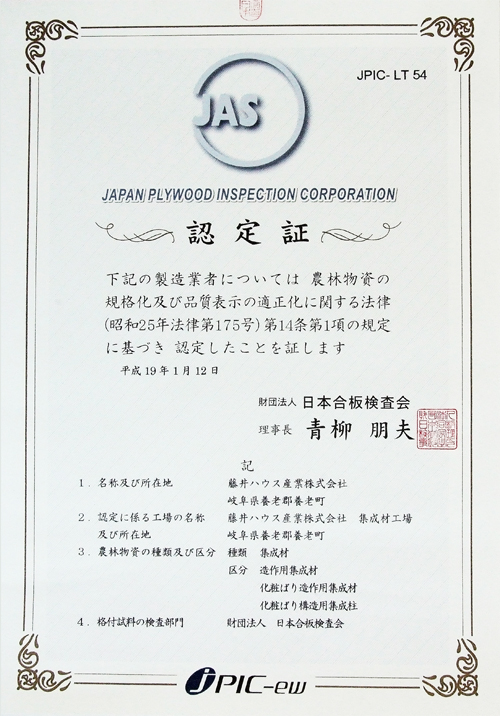 JPIC- LT 54
JAS
JAPAN PLYWOOD INSPECTION CORPORATION
認 定 証
下記の製造業者については 農林物資の
規格化及び品質表示の適正化に関する法律
(昭和25年法律第175号)第14条第1項の規定
に基づき 認定したことを証します
平成19年1月12日
財団法人 日本合板検査会
理事長 青柳 朋夫
記
1. 名称及び所在地 藤井ハウス産業株式会社
岐阜県養老郡養老町
2. 認定に係る工場の名称 藤井ハウス産業株式会社 集成材工場
及び所在地 岐阜県養老郡養老町
3. 農林物資の種類及び区分 種類 集成材
区分 造作用集成材
化粧ばり造作用集成材
化粧ばり構造用集成柱
4. 格付試料の検査部門 財団法人 日本合板検査会
JPIC-ew